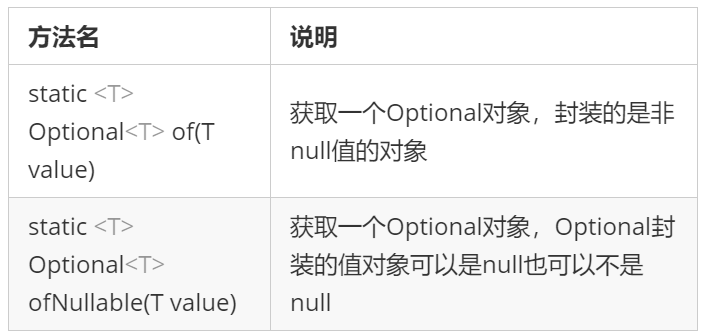 方法名
说明
static <T>
Optional<T> of(T
value)
获取一个Optional对象，封装的是非
null值的对象
static <T>
Optional<T>
ofNullable(T value)
获取一个Optional对象，Optional封
装的值对象可以是null也可以不是
null